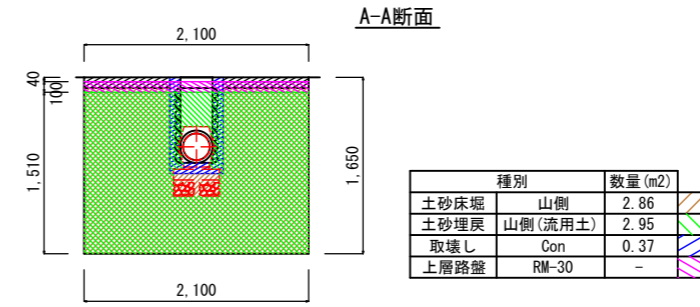 A-A断面
2,100
40
100
1,510
1,650
2,100
種別 数量(m2)
土砂床堀 山側 2.86
土砂埋戻 山側(流用土) 2.95
取壊し Con 0.37
上層路盤 RM-30 -